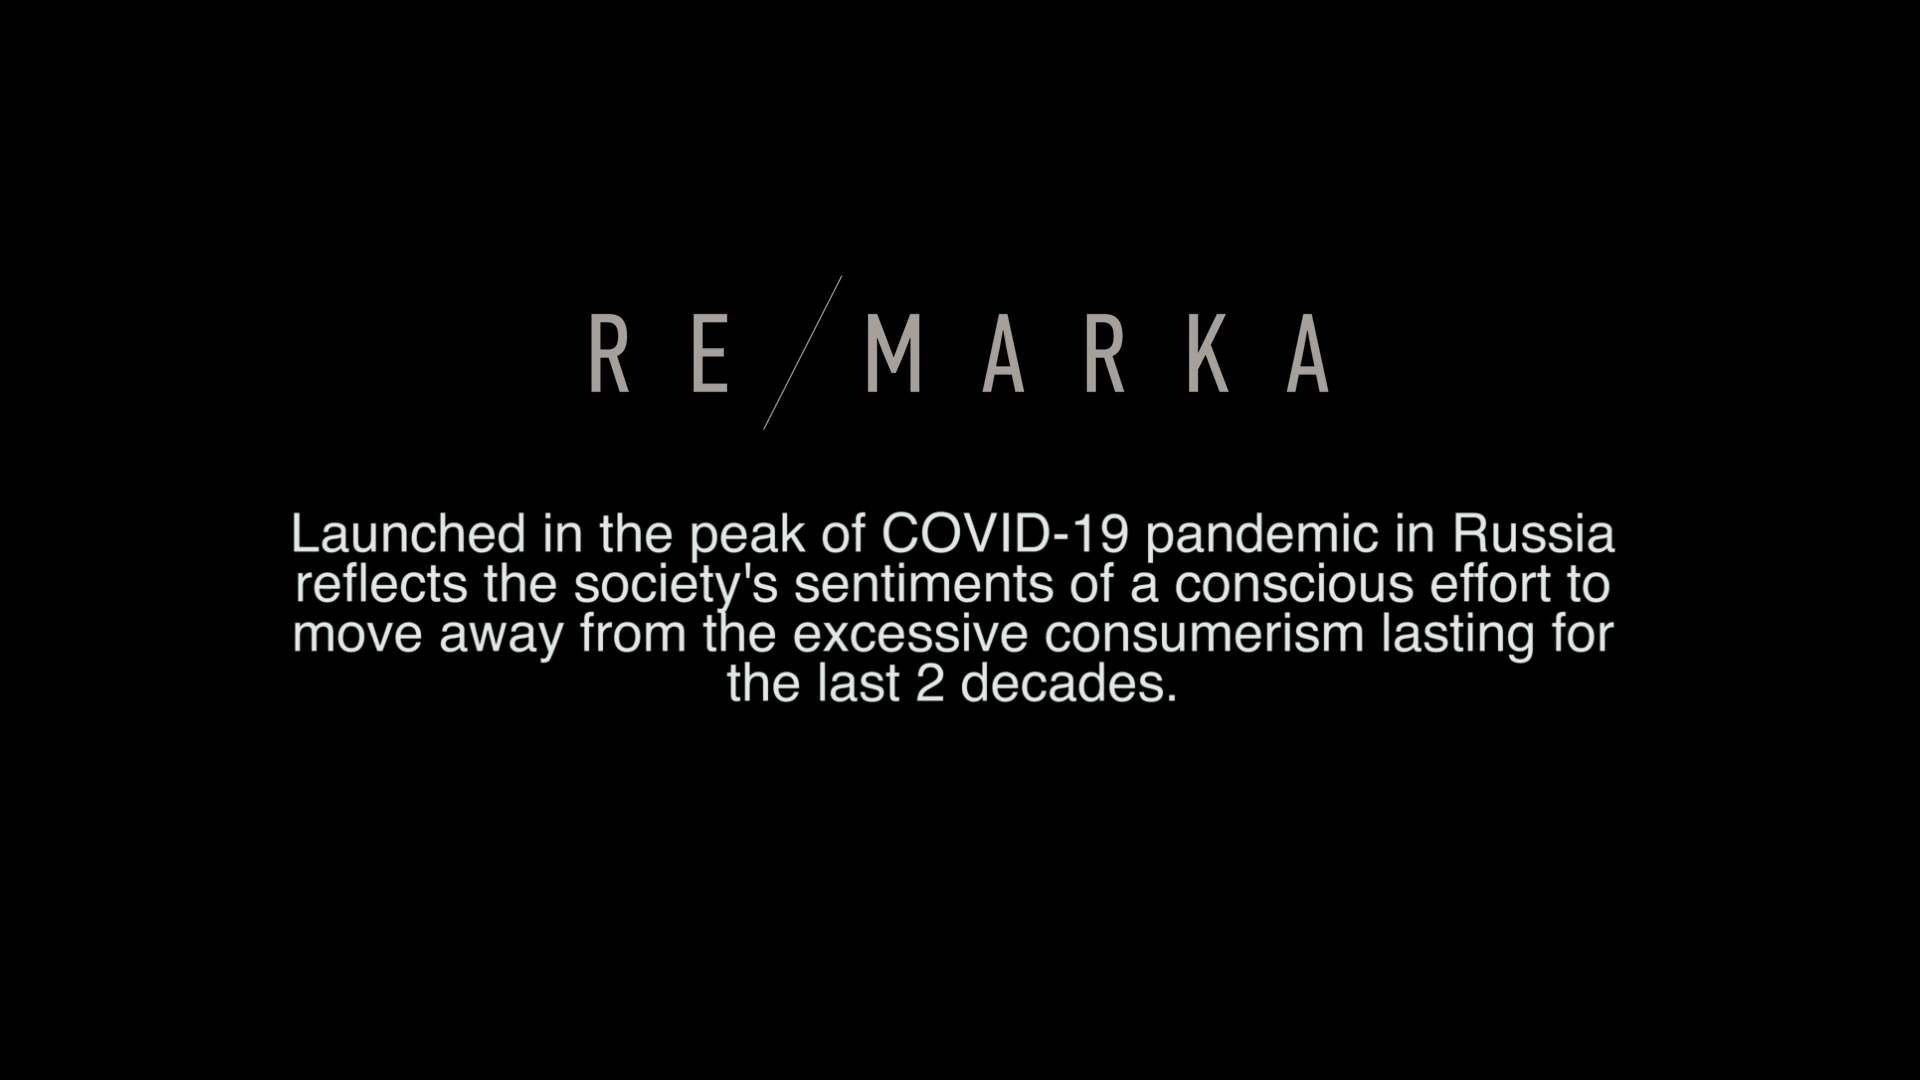 RE/MARKA
Launched in the peak of COVID-19 pandemic in Russia
reflects the society's sentiments of a conscious effort to
move away from the excessive consumerism lasting for
the last 2 decades.